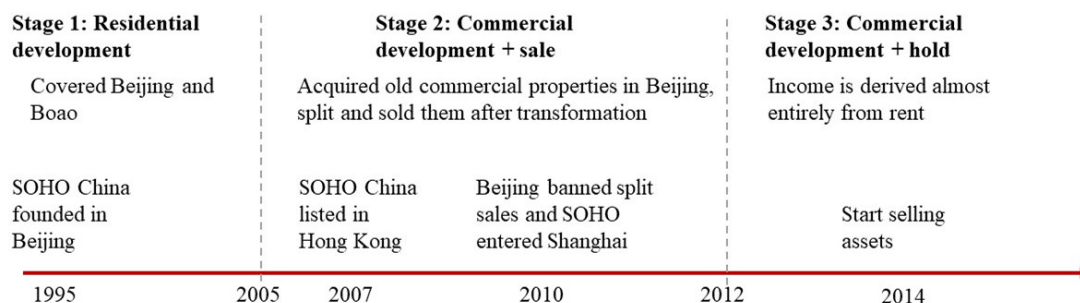 Stage 1: Residential
development
Covered Beijing and
Boao
SOHO China
founded in
Beijing
Stage 2: Commercial
development + sale
Acquired old commercial properties in Beijing,
split and sold them after transformation
SOHO China
listed in
Hong Kong
Beijing banned split
sales and SOHO
entered Shanghai
Stage 3: Commercial
development + hold
Income is derived almost
entirely from rent
Start selling
assets
1995
2005
2007
2010
2012
2014